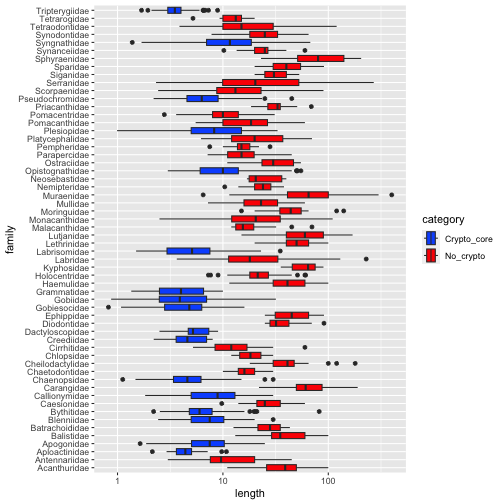 Tripterygiidae
Tetrarogidae
Tetraodontidae
Synodontidae
Syngnathidae
Synanceiidae
Sphyraenidae
Sparidae
Siganidae
Serranidae
Scorpaenidae
Pseudochromidae
Priacanthidae
Pomacentridae
Pomacanthidae
Plesiopidae
Platycephalidae
Pempheridae
Parapercidae
Ostraciidae
Opistognathidae
Neosebastidae
Nemipteridae
Muraenidae
Mullidae
Moringuidae
Monacanthidae
Malacanthidae
Lutjanidae
Lethrinidae
Labrisomidae
Labridae
Kyphosidae
Holocentridae
Haemulidae
Grammatidae
Gobiidae
Gobiesocidae
Ephippidae
Diodontidae
Dactyloscopidae
Creediidae
Cirrhitidae
Chlopsidae
Cheilodactylidae
Chaetodontidae
Chaenopsidae
Carangidae
Callionymidae
Caesionidae
Bythitidae
Blenniidae
Batrachoididae
Balistidae
Apogonidae
Aploactinidae
Antennariidae
Acanthuridae
family
1
10
100
length
category
Crypto_core
No_crypto